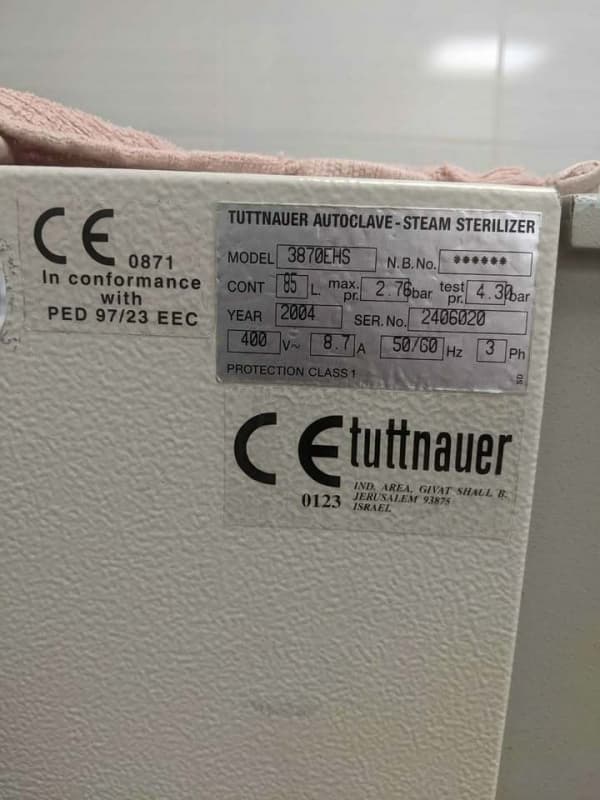 CE 0871
In conformance
with
PED 97/23 EEC
TUTTNAUER AUTOCLAVE - STEAM STERILIZER
MODEL 3870EHS N.B. No. ******
CONT 85 L. max. pr. 2.76 bar test pr. 4.30 bar
YEAR 2004 SER. No. 2406020
400 V~ 8.7 A 50/60 Hz 3 Ph
PROTECTION CLASS 1
SD
CE tuttnauer
0123
IND. AREA, GIVAT SHAUL B.
JERUSALEM 93875
ISRAEL